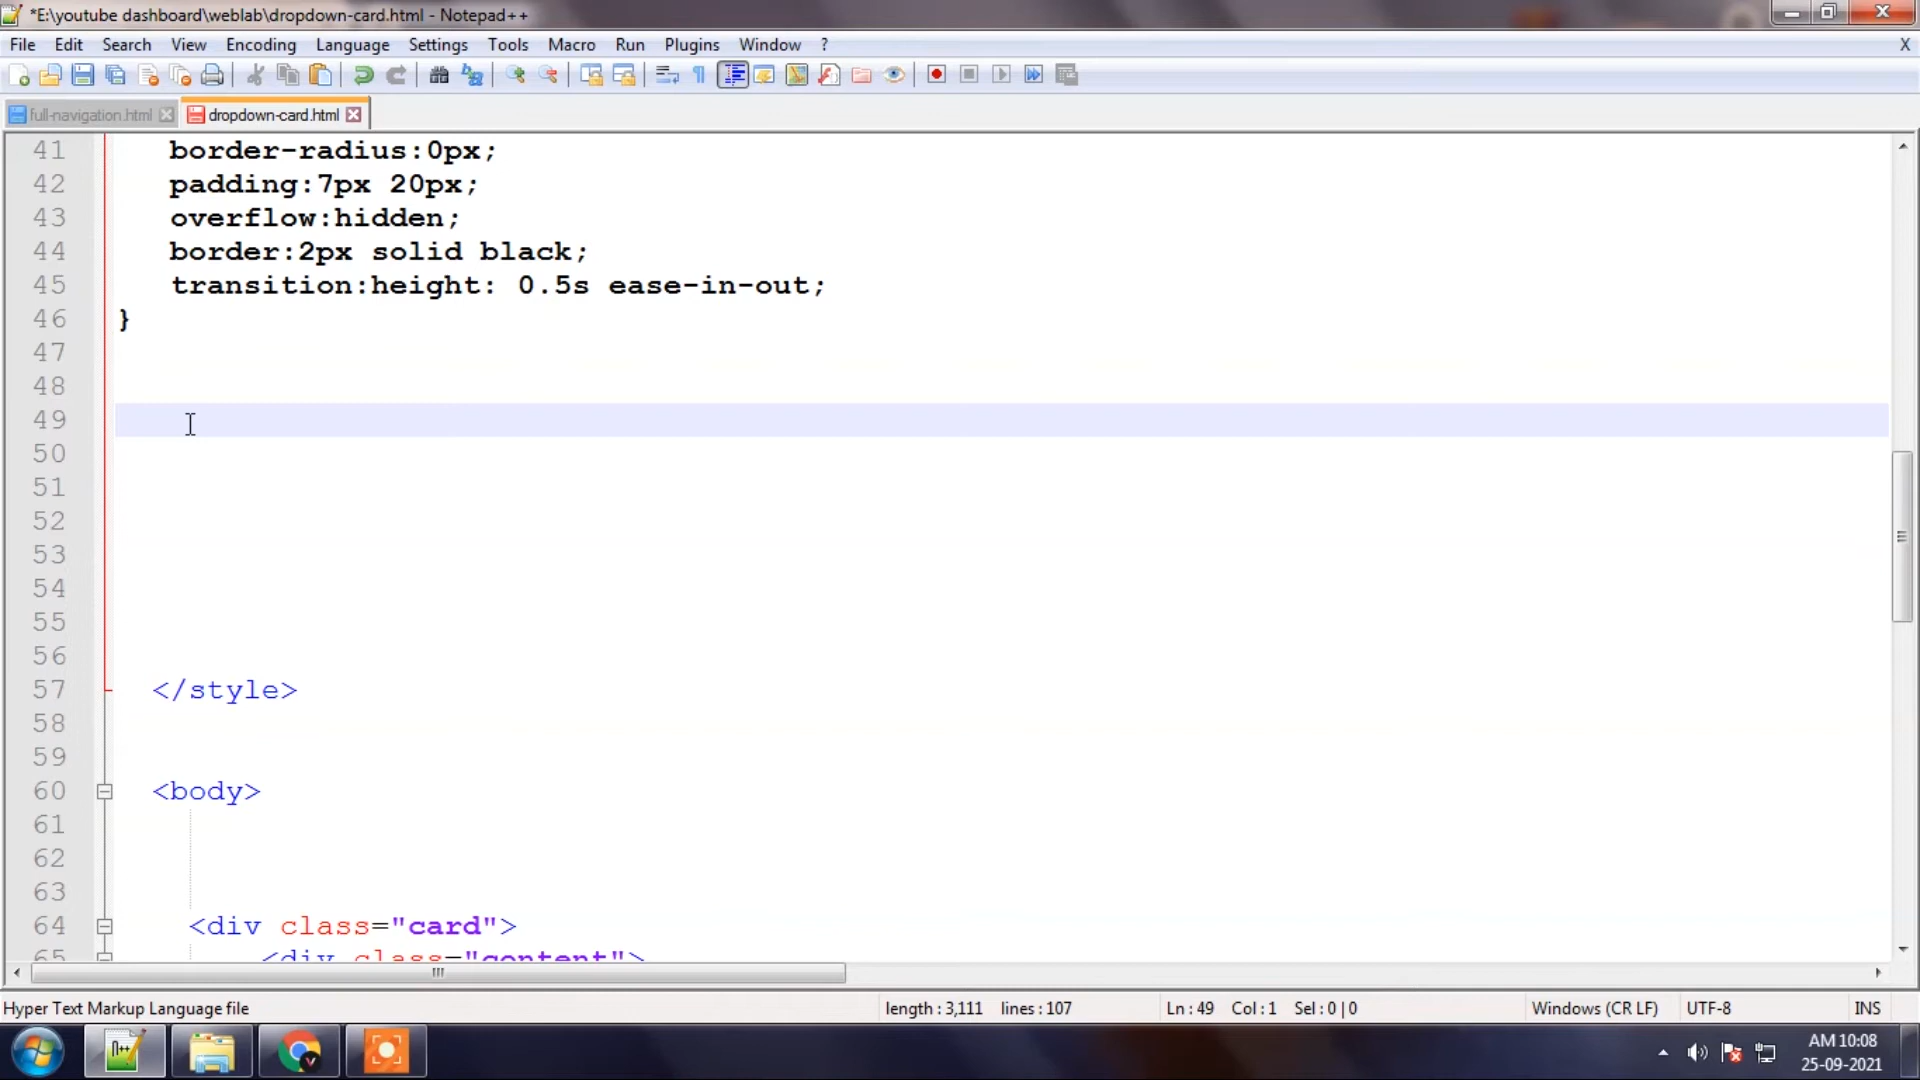 *E:\youtube dashboard\weblab\dropdown-card.html - Notepad++
File Edit Search View Encoding Language Settings Tools Macro Run Plugins Window ? X
full-navigation.html dropdown-card.html
41 border-radius:0px;
42 padding:7px 20px;
43 overflow:hidden;
44 border:2px solid black;
45 transition:height: 0.5s ease-in-out;
46 }
47
48
49
50
51
52
53
54
55
56
57 </style>
58
59
60 <body>
61
62
63
64 <div class="card">
65 <div class="content">
Hyper Text Markup Language file length : 3,111 lines : 107 Ln : 49 Col : 1 Sel : 0 | 0 Windows (CR LF) UTF-8 INS
AM 10:08
25-09-2021